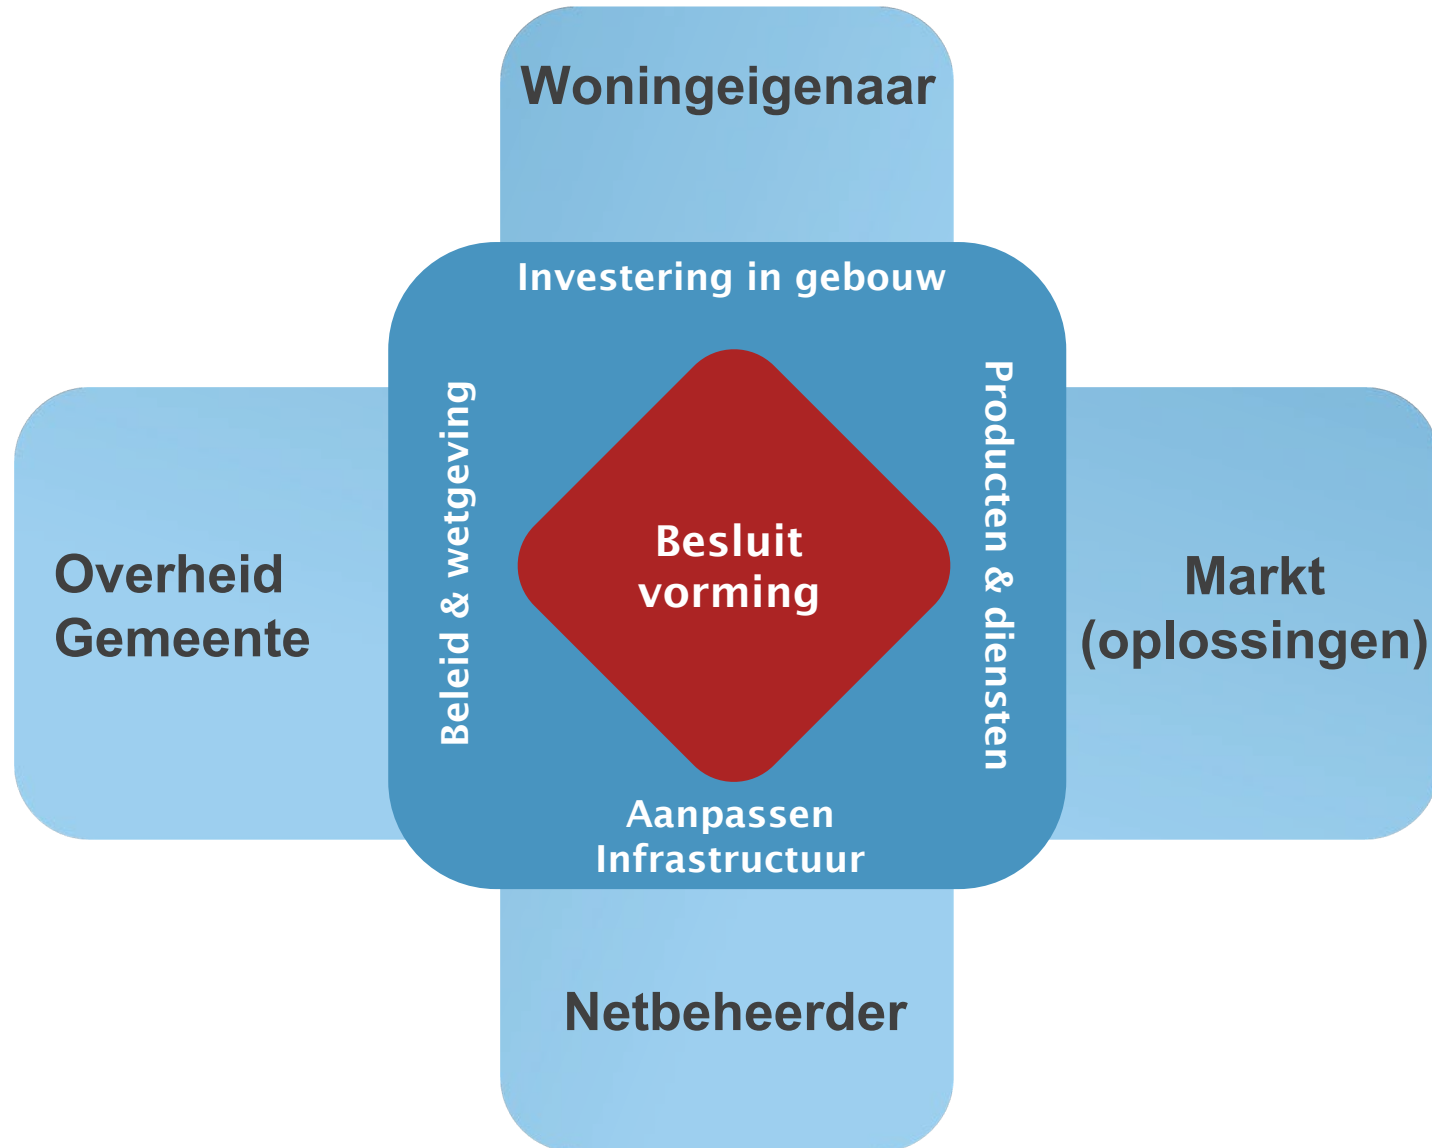 Woningeigenaar
Investering in gebouw
Beleid & wetgeving
Producten & diensten
Besluit
vorming
Overheid
Gemeente
Markt
(oplossingen)
Aanpassen
Infrastructuur
Netbeheerder